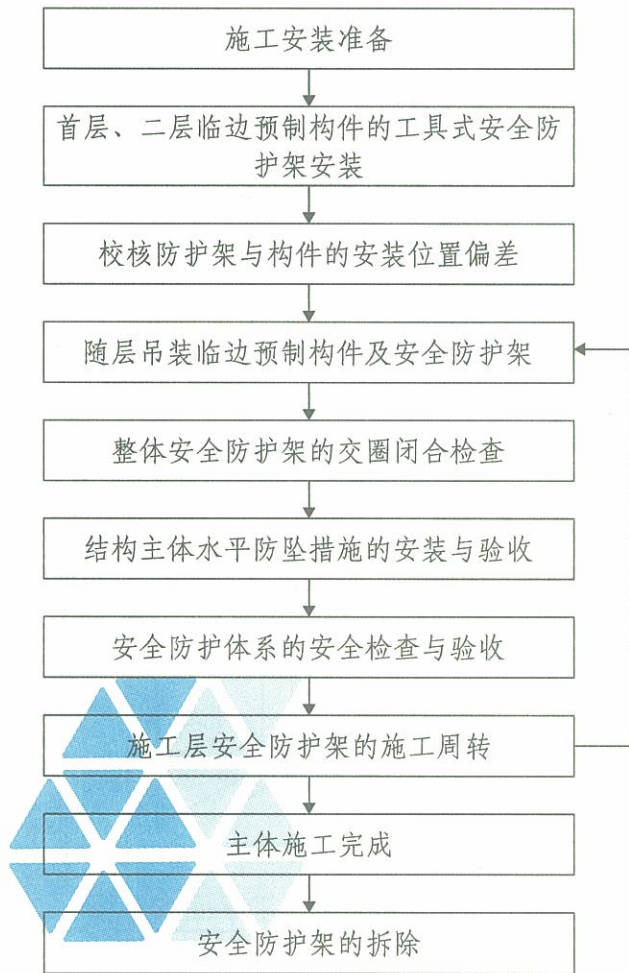 施工安装准备
首层、二层临边预制构件的工具式安全防
护架安装
校核防护架与构件的安装位置偏差
随层吊装临边预制构件及安全防护架
整体安全防护架的交圈闭合检查
结构主体水平防坠措施的安装与验收
安全防护体系的安全检查与验收
施工层安全防护架的施工周转
主体施工完成
安全防护架的拆除